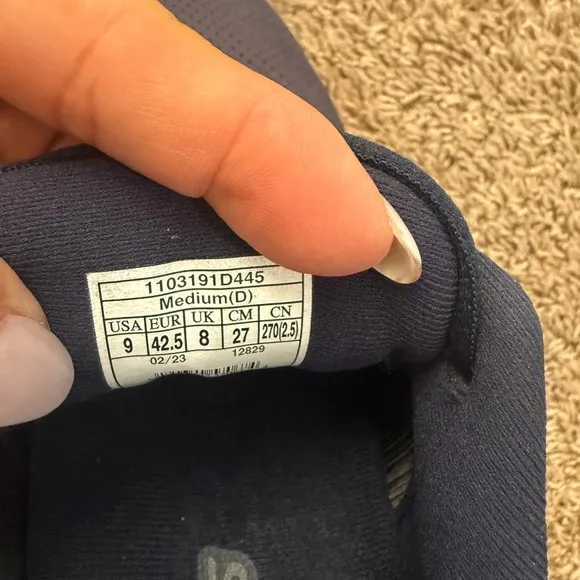 1103191D445
Medium(D)
USA EUR UK CM CN
9 42.5 8 27 270(2.5)
02/23 12829